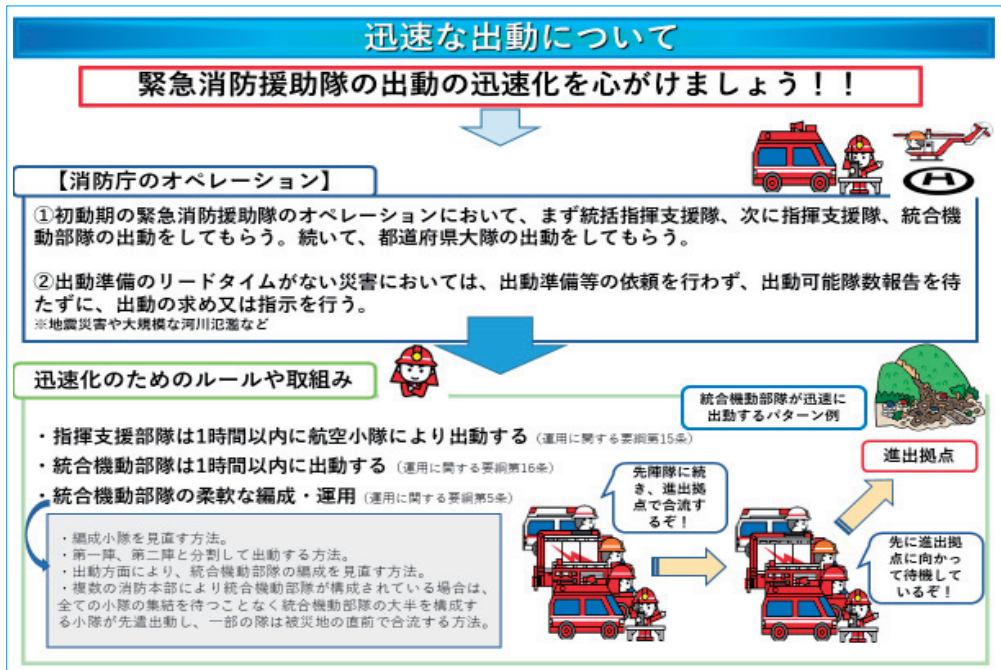 迅速な出動について
緊急消防援助隊の出動の迅速化を心がけましょう！！
【消防庁のオペレーション】
①初動期の緊急消防援助隊のオペレーションにおいて、まず統括指揮支援隊、次に指揮支援隊、統合機
動部隊の出動をしてもらう。続いて、都道府県大隊の出動をしてもらう。
②出動準備のリードタイムがない災害においては、出動準備等の依頼を行わず、出動可能隊数報告を待
たずに、出動の求め又は指示を行う。
※地震災害や大規模な河川氾濫など
迅速化のためのルールや取組み
統合機動部隊が迅速に
出動するパターン例
・指揮支援部隊は1時間以内に航空小隊により出動する（運用に関する要綱第15条）
・統合機動部隊は1時間以内に出動する（運用に関する要綱第16条）
・統合機動部隊の柔軟な編成・運用（運用に関する要綱第5条）
・編成小隊を見直す方法。
・第一陣、第二陣と分割して出動する方法。
・出動方面により、統合機動部隊の編成を見直す方法。
・複数の消防本部により統合機動部隊が構成されている場合は、
全ての小隊の集結を待つことなく統合機動部隊の大半を構成す
る小隊が先遣出動し、一部の隊は被災地の直前で合流する方法。
先陣隊に続
き、進出拠
点で合流す
るぞ！
進出拠点
先に進出拠
点に向かっ
て待機して
いるぞ！
H